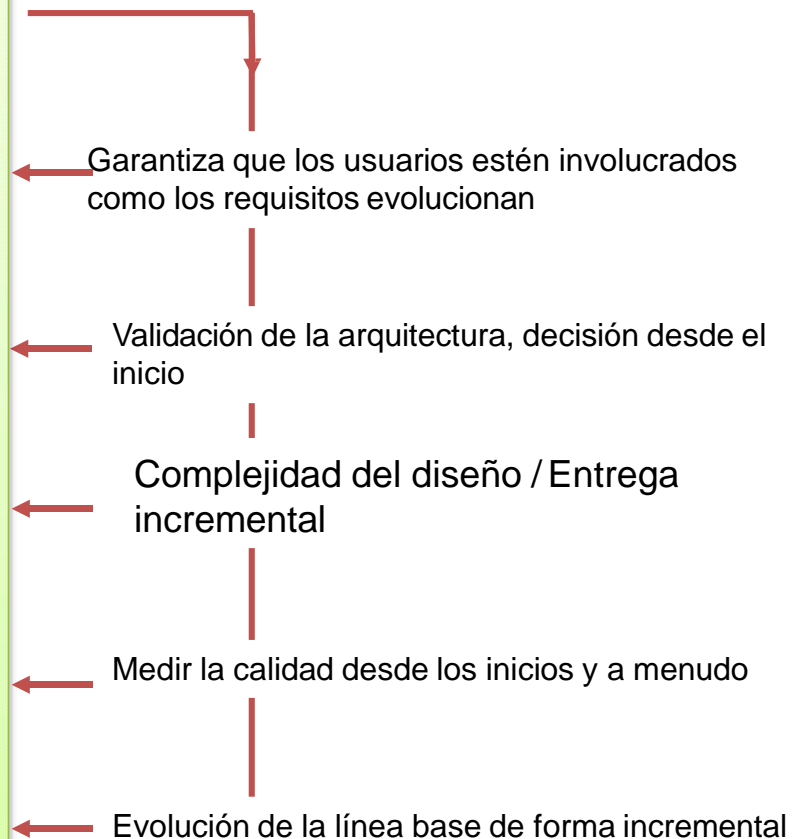 Garantiza que los usuarios estén involucrados
como los requisitos evolucionan
Validación de la arquitectura, decisión desde el
inicio
Complejidad del diseño / Entrega
incremental
Medir la calidad desde los inicios y a menudo
Evolución de la línea base de forma incremental